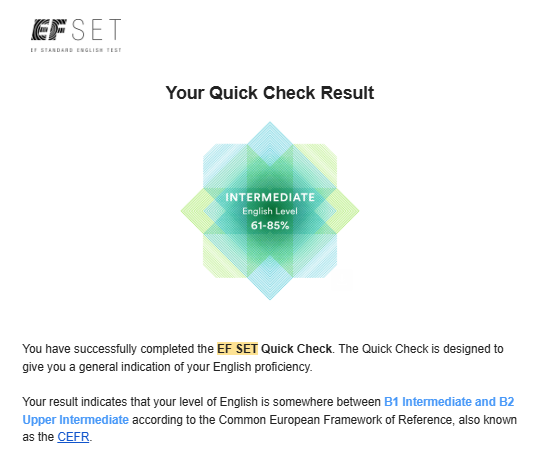 EF SET
EF STANDARD ENGLISH TEST
Your Quick Check Result
INTERMEDIATE
English Level
61-85%
You have successfully completed the EF SET Quick Check. The Quick Check is designed to
give you a general indication of your English proficiency.
Your result indicates that your level of English is somewhere between B1 Intermediate and B2
Upper Intermediate according to the Common European Framework of Reference, also known
as the CEFR.